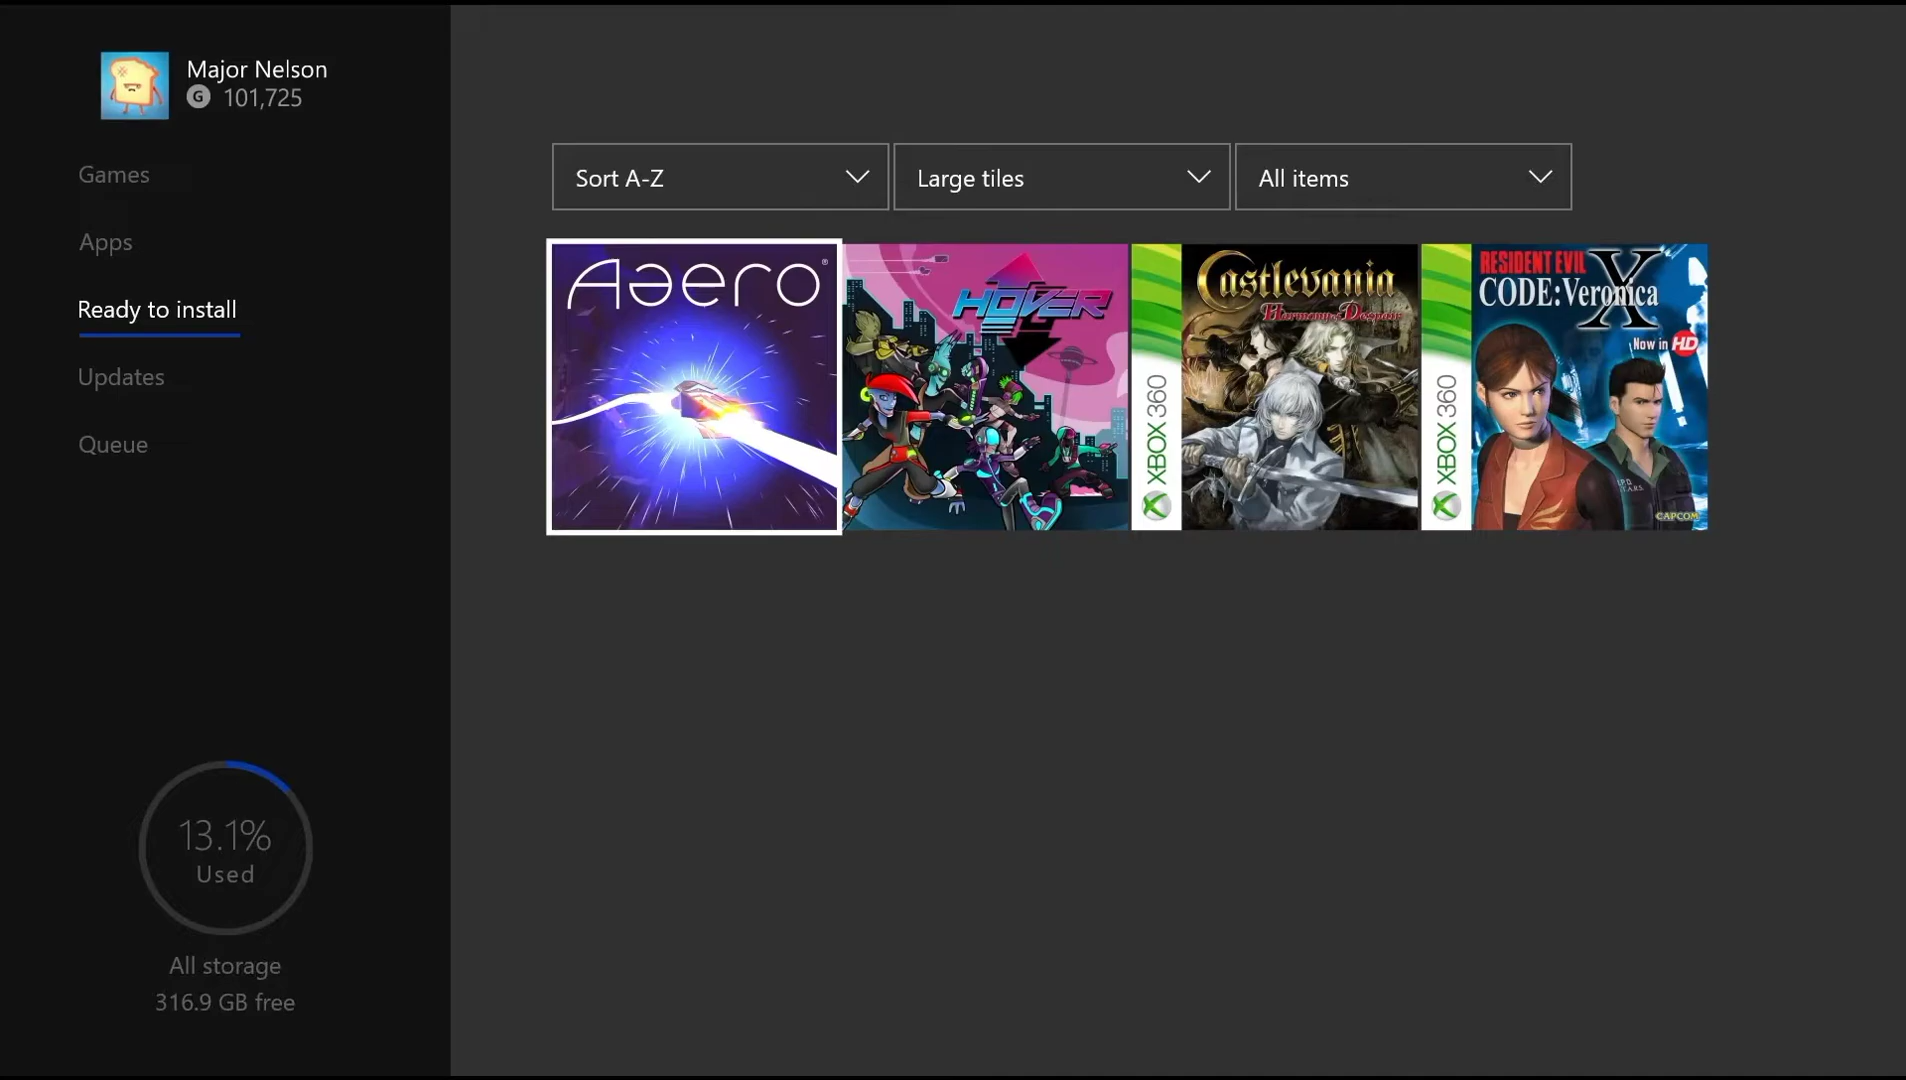 Major Nelson
G 101,725
Games
Apps
Ready to install
Updates
Queue
13.1%
Used
All storage
316.9 GB free
Sort A-Z
Large tiles
All items
Aaero®
HOVER
XBOX 360
Castlevania
Harmony of Despair
XBOX 360
RESIDENT EVIL
CODE:Veronica X
Now in HD
CAPCOM